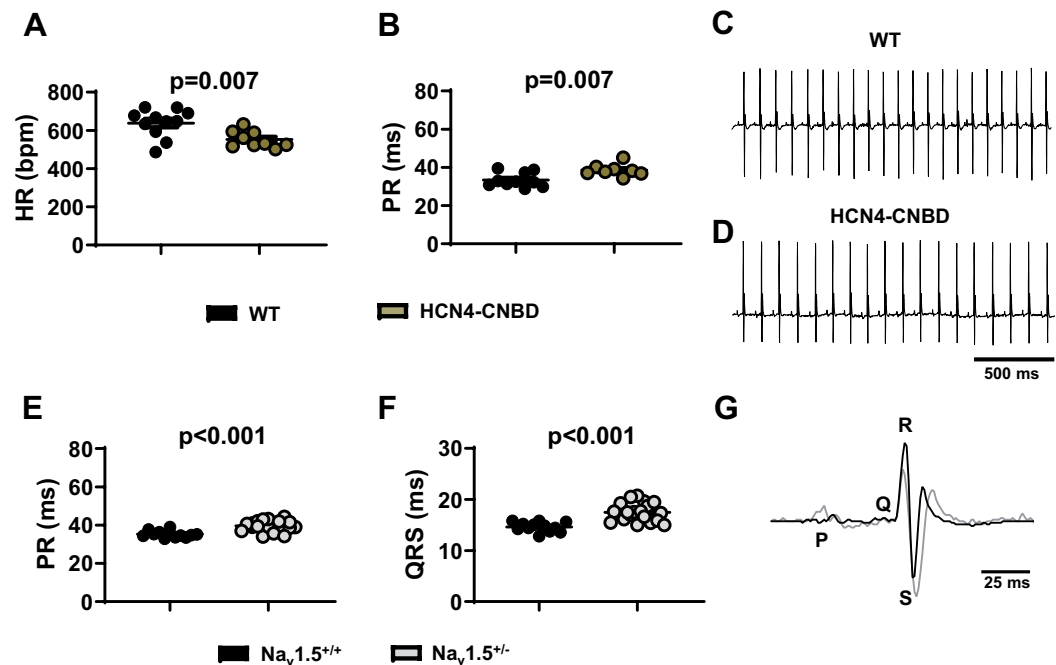 A
p=0.007
HR (bpm)
800
600
400
200
0
B
p=0.007
PR (ms)
80
60
40
20
0
C
WT
D
HCN4-CNBD
500 ms
WT
HCN4-CNBD
E
p<0.001
PR (ms)
80
60
40
20
0
F
p<0.001
QRS (ms)
30
20
10
0
G
R
Q
P
S
25 ms
Naᵥ1.5⁺/⁺
Naᵥ1.5⁺/⁻